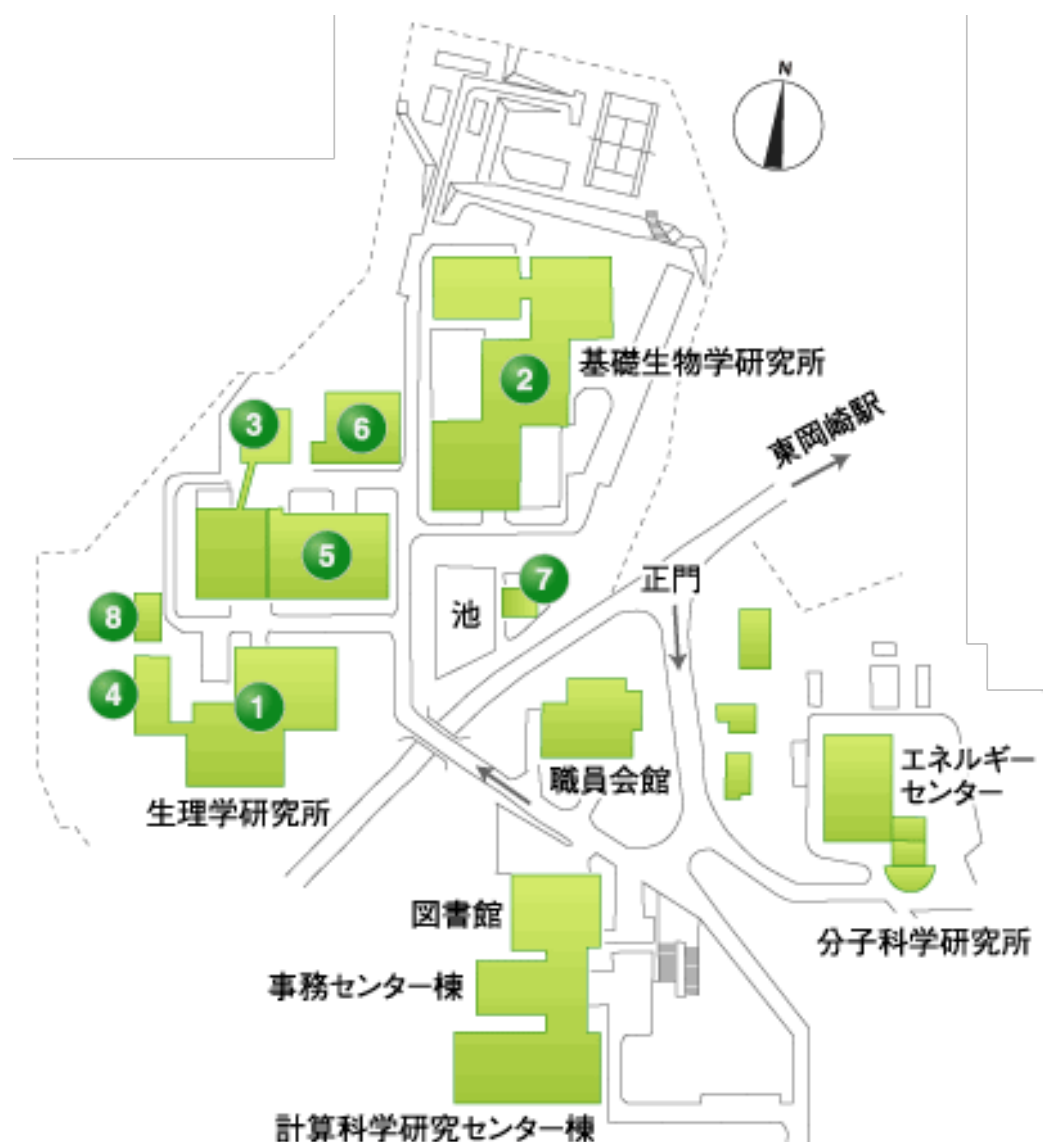 N
基礎生物学研究所
2
3
6
東岡崎駅
5
7
正門
池
8
4
1
エネルギー
センター
職員会館
生理学研究所
図書館
分子科学研究所
事務センター棟
計算科学研究センター棟